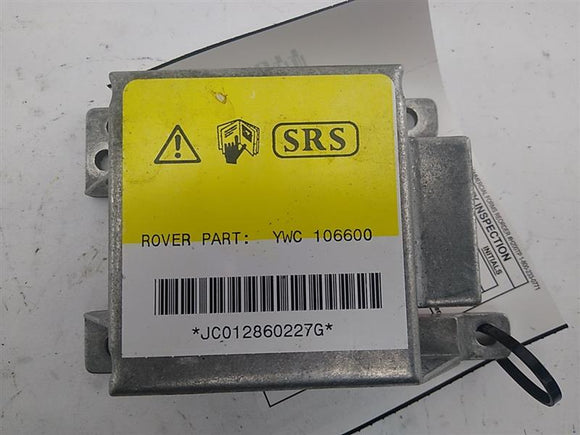 SRS
ROVER PART: YWC 106600
*JC012860227G*
INSPECTION
INITIALS